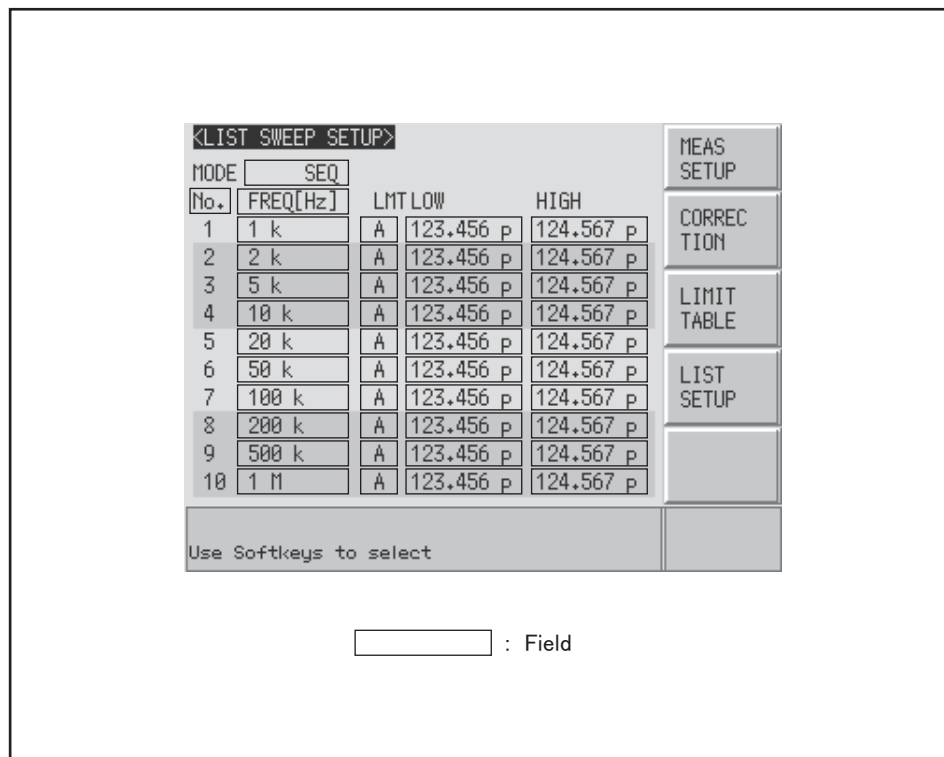 <LIST SWEEP SETUP>
MODE SEQ
No. FREQ[Hz] LMT LOW HIGH
1 1 k A 123.456 p 124.567 p
2 2 k A 123.456 p 124.567 p
3 5 k A 123.456 p 124.567 p
4 10 k A 123.456 p 124.567 p
5 20 k A 123.456 p 124.567 p
6 50 k A 123.456 p 124.567 p
7 100 k A 123.456 p 124.567 p
8 200 k A 123.456 p 124.567 p
9 500 k A 123.456 p 124.567 p
10 1 M A 123.456 p 124.567 p
MEAS
SETUP
CORREC
TION
LIMIT
TABLE
LIST
SETUP
Use Softkeys to select
: Field